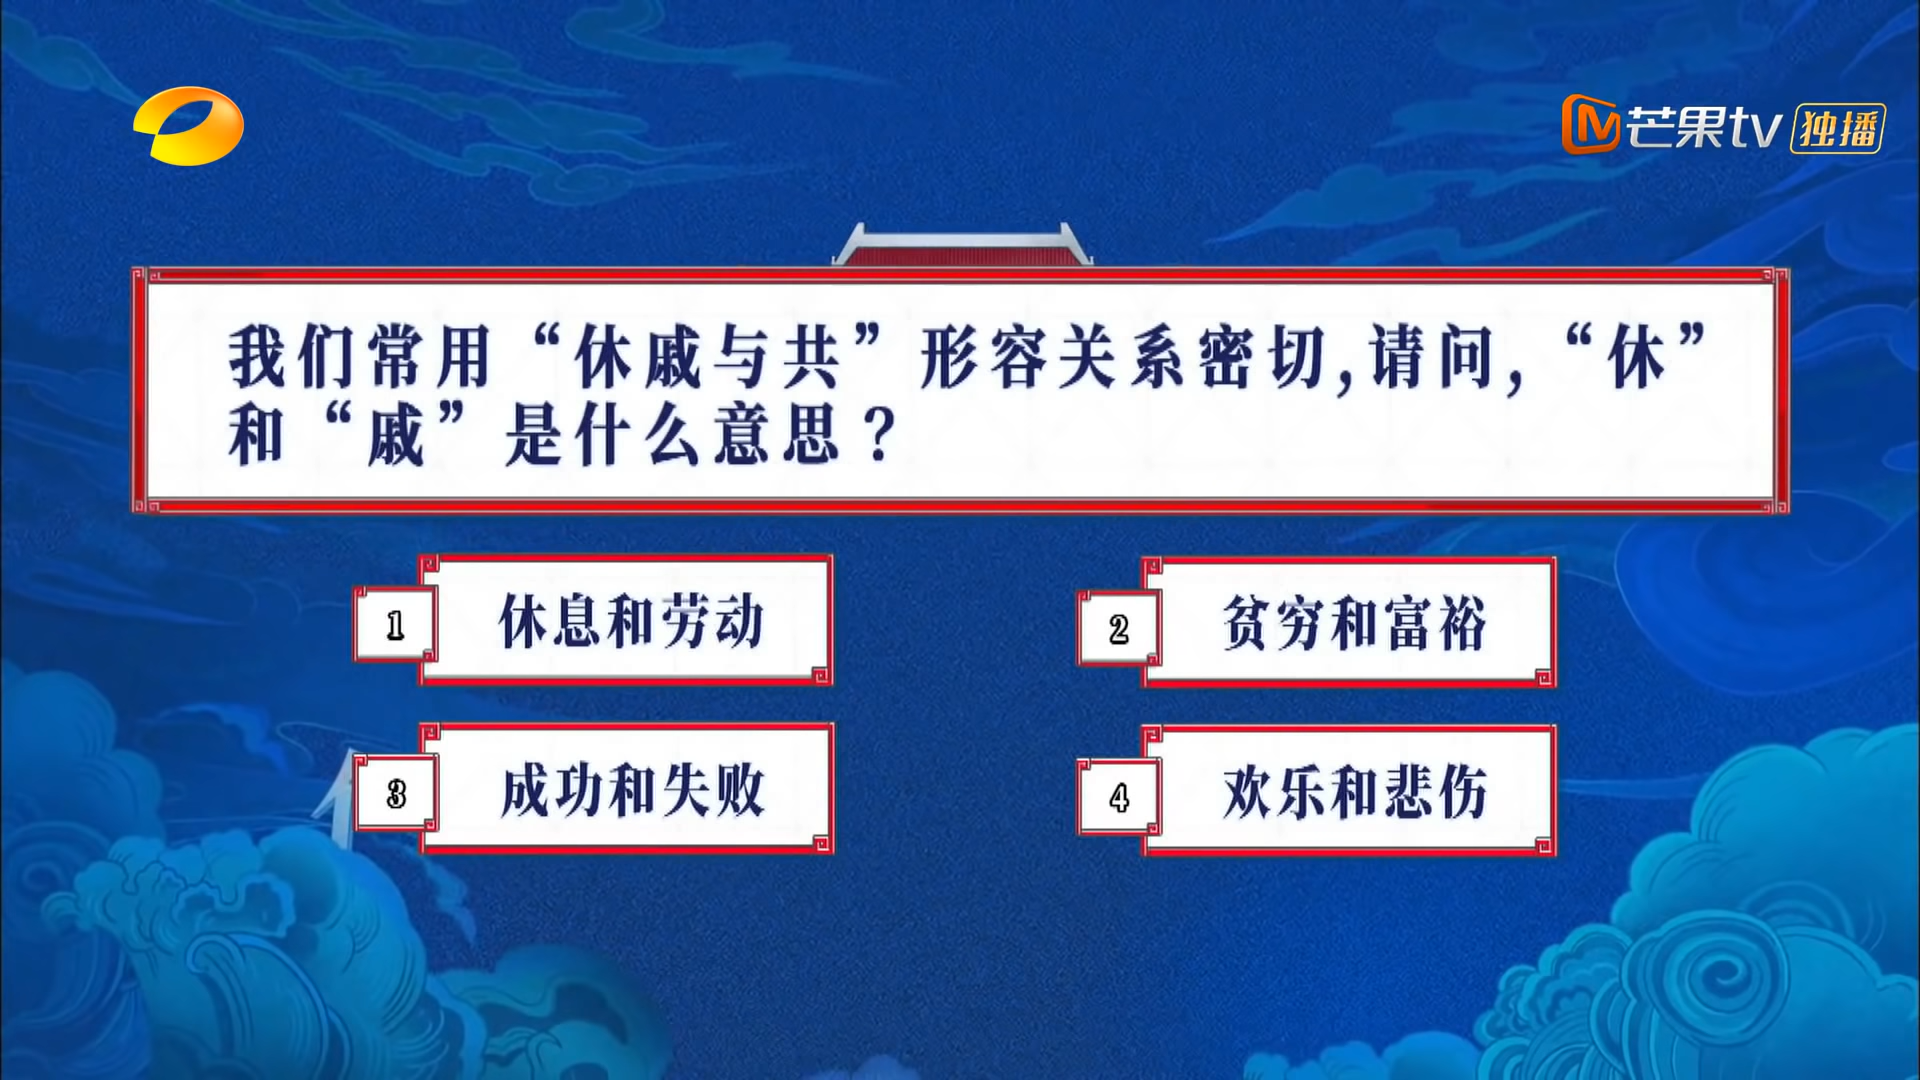 芒果tv 独播
我们常用“休戚与共”形容关系密切,请问,“休”
和“戚”是什么意思?
1 休息和劳动
2 贫穷和富裕
3 成功和失败
4 欢乐和悲伤